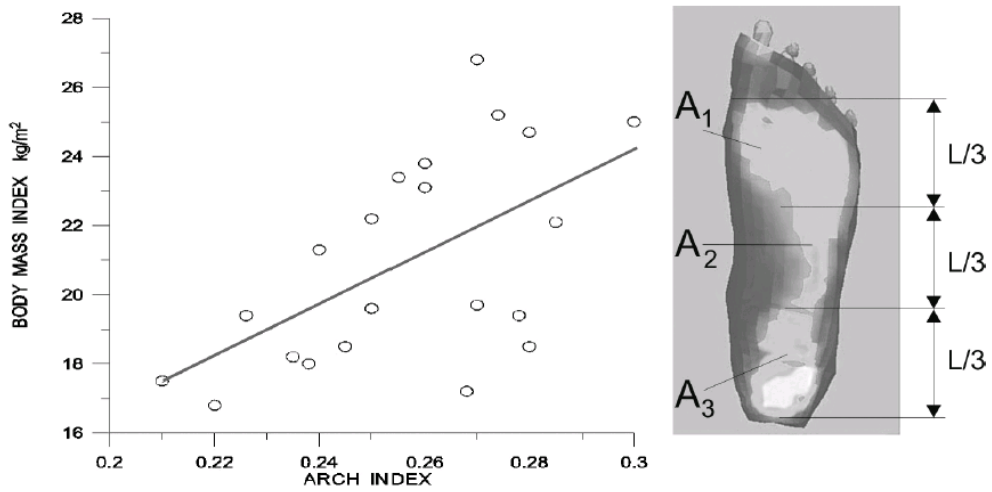 28
26
24
22
20
18
16
BODY MASS INDEX kg/m²
0.2
0.22
0.24
0.26
0.28
0.3
ARCH INDEX
A₁
A₂
A₃
L/3
L/3
L/3